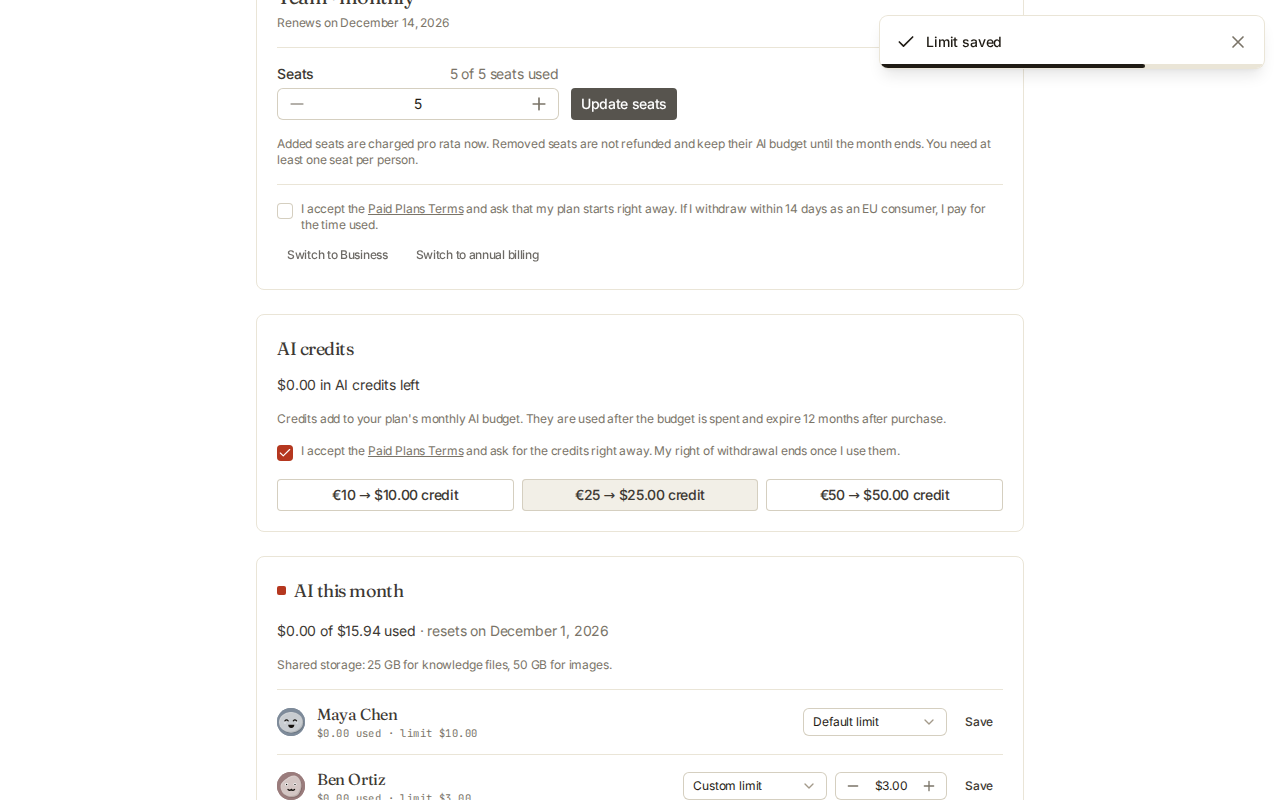 Team · monthly
Renews on December 14, 2026
Limit saved
Seats
5 of 5 seats used
5
Update seats
Added seats are charged pro rata now. Removed seats are not refunded and keep their AI budget until the month ends. You need at
least one seat per person.
I accept the Paid Plans Terms and ask that my plan starts right away. If I withdraw within 14 days as an EU consumer, I pay for
the time used.
Switch to Business
Switch to annual billing
AI credits
$0.00 in AI credits left
Credits add to your plan's monthly AI budget. They are used after the budget is spent and expire 12 months after purchase.
I accept the Paid Plans Terms and ask for the credits right away. My right of withdrawal ends once I use them.
€10 → $10.00 credit
€25 → $25.00 credit
€50 → $50.00 credit
AI this month
$0.00 of $15.94 used · resets on December 1, 2026
Shared storage: 25 GB for knowledge files, 50 GB for images.
Maya Chen
$0.00 used · limit $10.00
Default limit
Save
Ben Ortiz
$0.00 used · limit $3.00
Custom limit
$3.00
Save